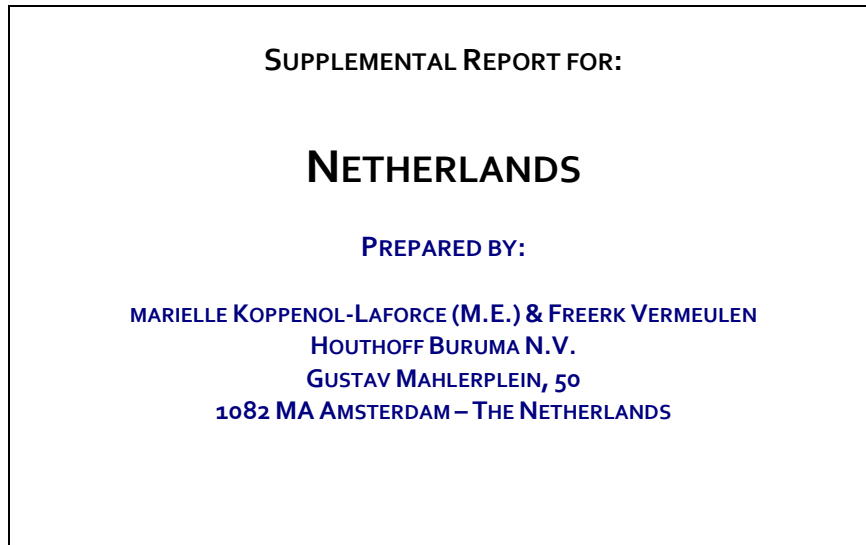 SUPPLEMENTAL REPORT FOR:
NETHERLANDS
PREPARED BY:
MARIELLE KOPPENOL-LAFORCE (M.E.) & FREERK VERMEULEN
HOUTHOFF BURUMA N.V.
GUSTAV MAHLERPLEIN, 50
1082 MA AMSTERDAM – THE NETHERLANDS